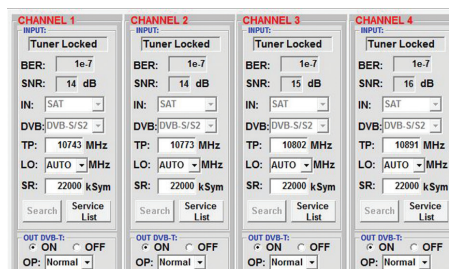 CHANNEL 1
INPUT:
Tuner Locked
BER: 1e-7
SNR: 14 dB
IN: SAT
DVB: DVB-S/S2
TP: 10743 MHz
LO: AUTO MHz
SR: 22000 kSym
Search Service List
OUT DVB-T:
ON OFF
OP: Normal
CHANNEL 2
INPUT:
Tuner Locked
BER: 1e-7
SNR: 14 dB
IN: SAT
DVB: DVB-S/S2
TP: 10773 MHz
LO: AUTO MHz
SR: 22000 kSym
Search Service List
OUT DVB-T:
ON OFF
OP: Normal
CHANNEL 3
INPUT:
Tuner Locked
BER: 1e-7
SNR: 15 dB
IN: SAT
DVB: DVB-S/S2
TP: 10802 MHz
LO: AUTO MHz
SR: 22000 kSym
Search Service List
OUT DVB-T:
ON OFF
OP: Normal
CHANNEL 4
INPUT:
Tuner Locked
BER: 1e-7
SNR: 16 dB
IN: SAT
DVB: DVB-S/S2
TP: 10891 MHz
LO: AUTO MHz
SR: 22000 kSym
Search Service List
OUT DVB-T:
ON OFF
OP: Normal